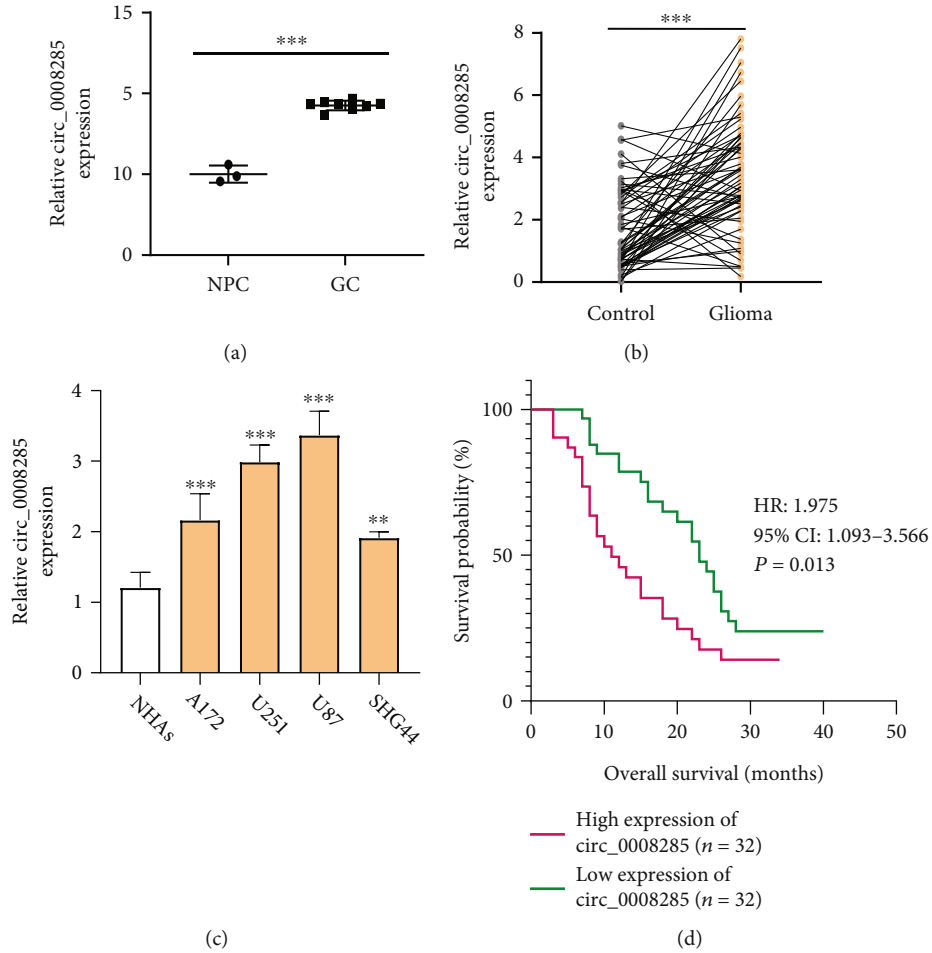 Relative circ_0008285
expression
15
5
10
0
***
NPC
GC
(a)
Relative circ_0008285
expression
8
6
4
2
0
***
Control
Glioma
(b)
Relative circ_0008285
expression
4
3
2
1
0
***
***
***
**
NHAs
A172
U251
U87
SHG44
(c)
Survival probability (%)
100
50
0
HR: 1.975
95% CI: 1.093–3.566
P = 0.013
0
10
20
30
40
50
Overall survival (months)
High expression of
circ_0008285 (n = 32)
Low expression of
circ_0008285 (n = 32)
(d)